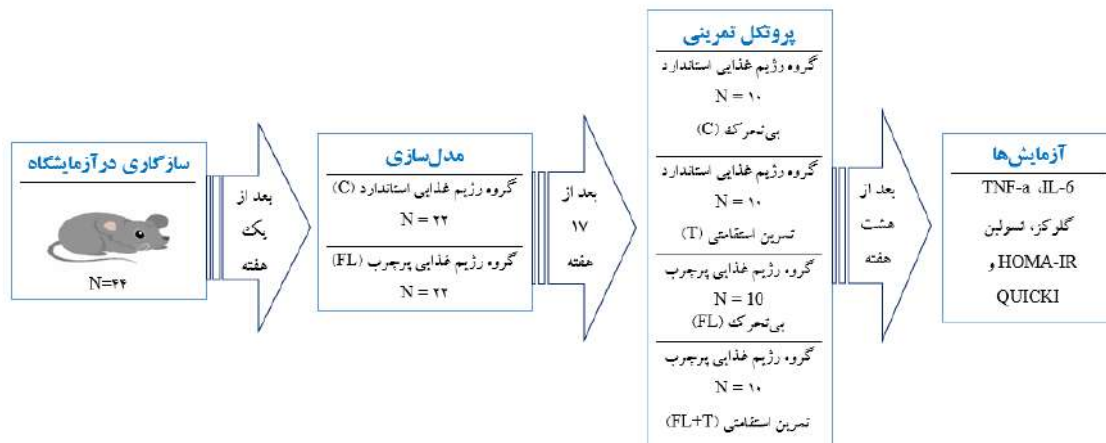 سازگاری در آزمایشگاه
N=۴۴
بعد از
یک
هفته
مدل‌سازی
گروه رژیم غذایی استاندارد (C)
N = ۲۲
گروه رژیم غذایی پرچرب (FL)
N = ۲۲
بعد از
۱۷
هفته
پروتکل تمرینی
گروه رژیم غذایی استاندارد
N = ۱۰
بی‌تحرک (C)
گروه رژیم غذایی استاندارد
N = ۱۰
تمرین استقامتی (T)
گروه رژیم غذایی پرچرب
N = 10
بی‌تحرک (FL)
گروه رژیم غذایی پرچرب
N = ۱۰
تمرین استقامتی (FL+T)
بعد از
هشت
هفته
آزمایش‌ها
TNF-a ،IL-6
گلوکز، انسولین
HOMA-IR و
QUICKI